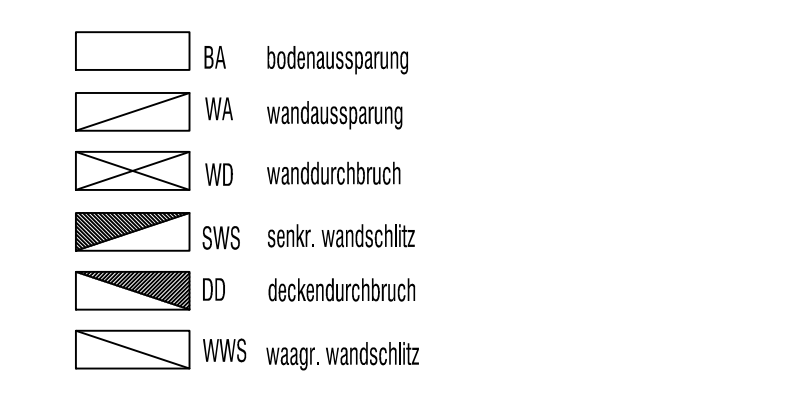 BA bodenaussparung
WA wandaussparung
WD wanddurchbruch
SWS senkr. wandschlitz
DD deckendurchbruch
WWS waagr. wandschlitz